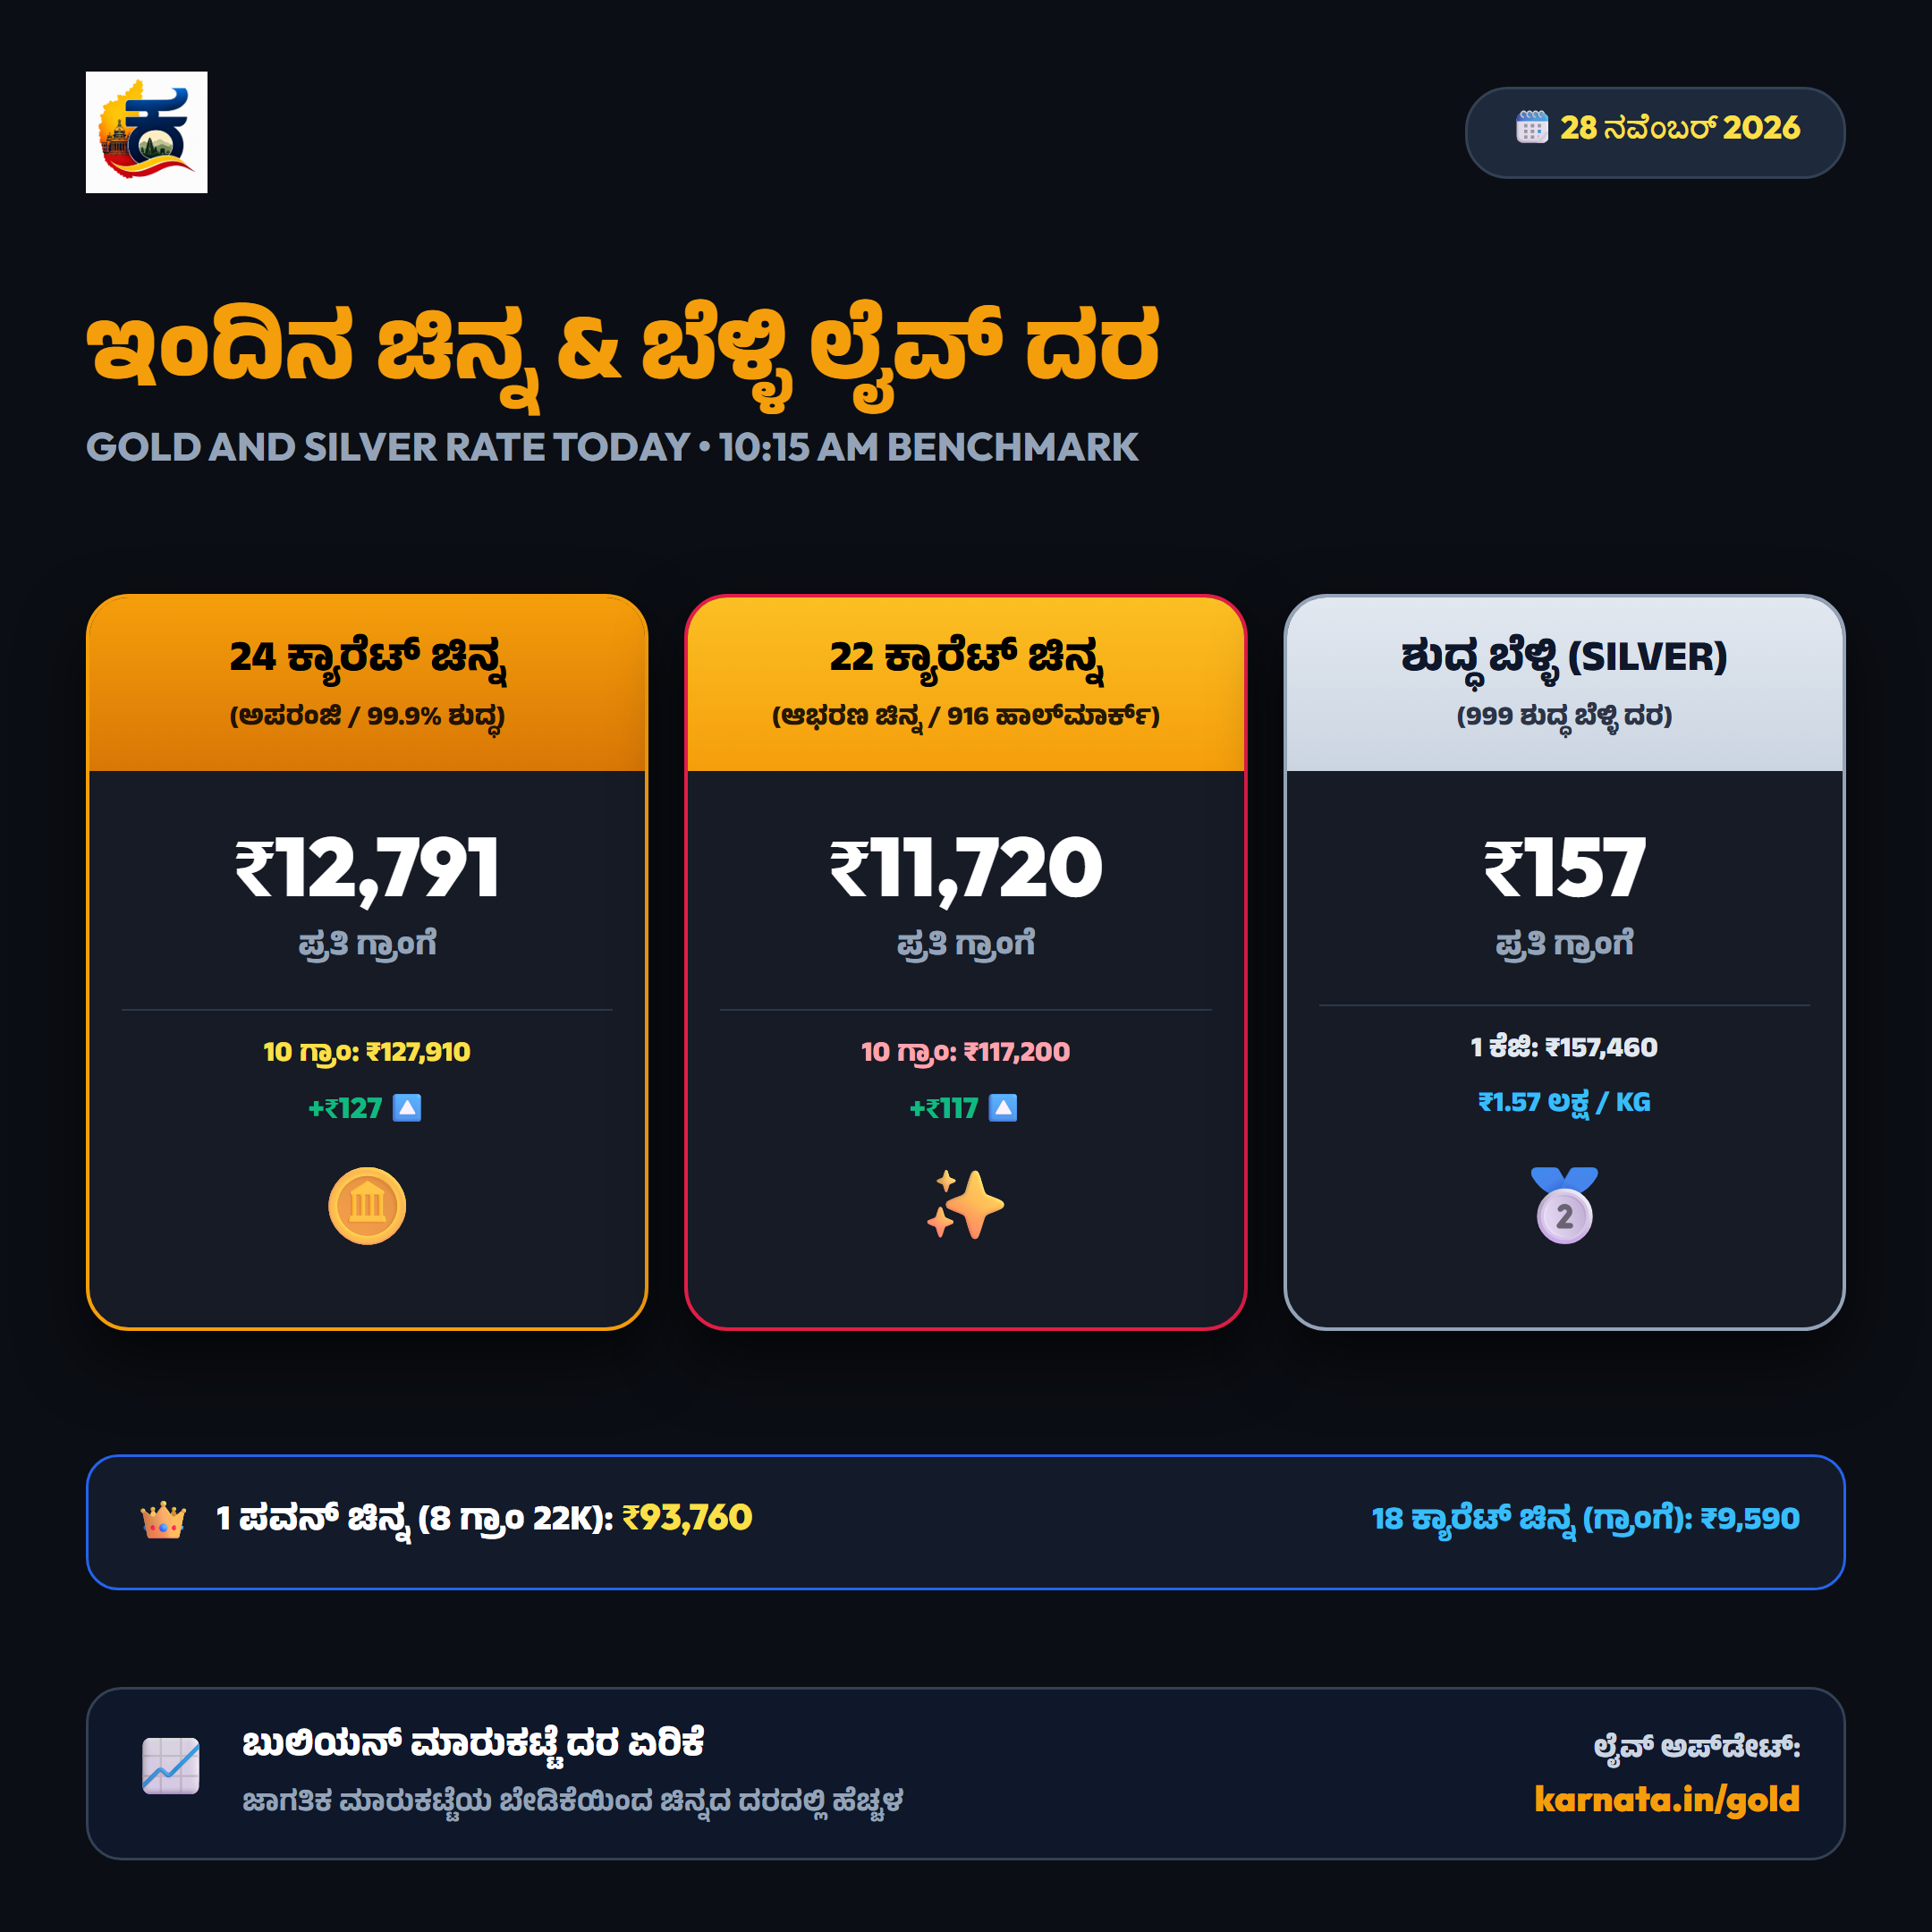 ಕ
28 ನವೆಂಬರ್ 2026
ಇಂದಿನ ಚಿನ್ನ & ಬೆಳ್ಳಿ ಲೈವ್ ದರ
GOLD AND SILVER RATE TODAY • 10:15 AM BENCHMARK
24 ಕ್ಯಾರೆಟ್ ಚಿನ್ನ
(ಅಪರಂಜಿ / 99.9% ಶುದ್ಧ)
₹12,791
ಪ್ರತಿ ಗ್ರಾಂಗೆ
10 ಗ್ರಾಂ: ₹127,910
+₹127 🔼
22 ಕ್ಯಾರೆಟ್ ಚಿನ್ನ
(ಆಭರಣ ಚಿನ್ನ / 916 ಹಾಲ್‌ಮಾರ್ಕ್)
₹11,720
ಪ್ರತಿ ಗ್ರಾಂಗೆ
10 ಗ್ರಾಂ: ₹117,200
+₹117 🔼
ಶುದ್ಧ ಬೆಳ್ಳಿ (SILVER)
(999 ಶುದ್ಧ ಬೆಳ್ಳಿ ದರ)
₹157
ಪ್ರತಿ ಗ್ರಾಂಗೆ
1 ಕೆಜಿ: ₹157,460
₹1.57 ಲಕ್ಷ / KG
2
1 ಪವನ್ ಚಿನ್ನ (8 ಗ್ರಾಂ 22K): ₹93,760
18 ಕ್ಯಾರೆಟ್ ಚಿನ್ನ (ಗ್ರಾಂಗೆ): ₹9,590
ಬುಲಿಯನ್ ಮಾರುಕಟ್ಟೆ ದರ ಏರಿಕೆ
ಜಾಗತಿಕ ಮಾರುಕಟ್ಟೆಯ ಬೇಡಿಕೆಯಿಂದ ಚಿನ್ನದ ದರದಲ್ಲಿ ಹೆಚ್ಚಳ
ಲೈವ್ ಅಪ್‌ಡೇಟ್:
karnata.in/gold